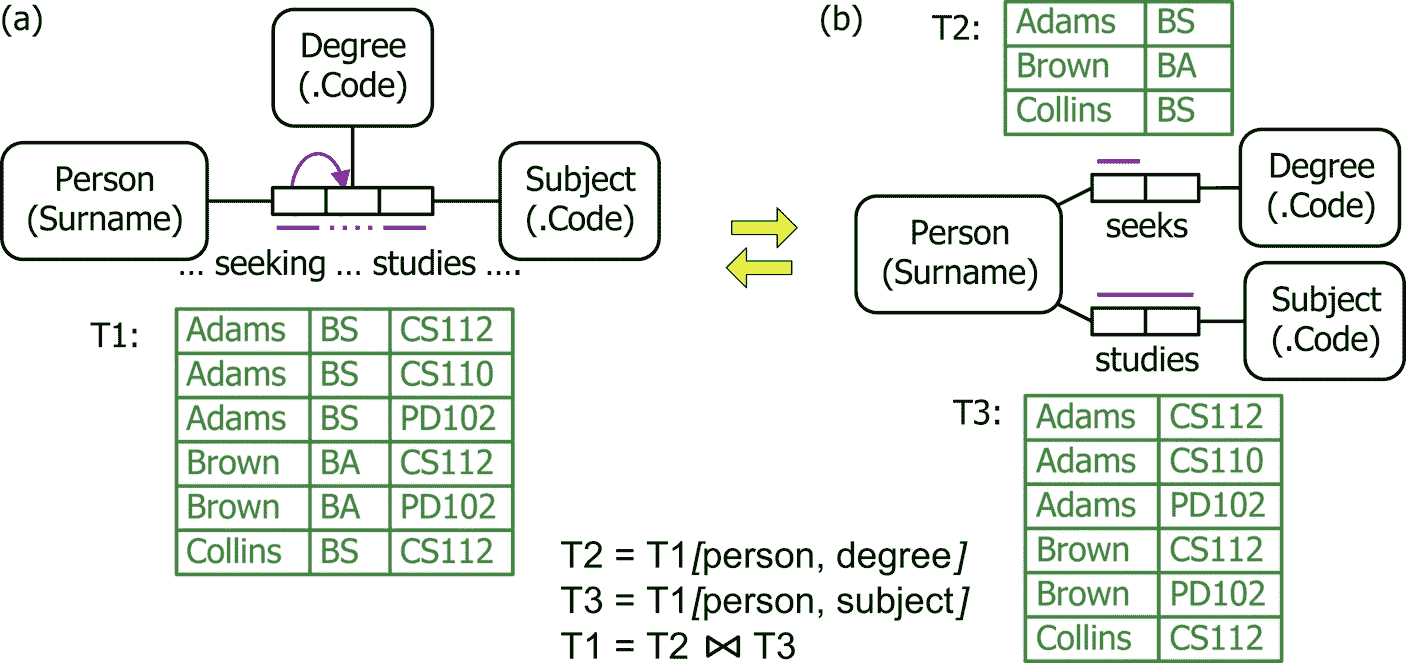 (a)
Degree
(.Code)
Person
(Surname)
Subject
(.Code)
... seeking ... studies ....
T1:
Adams BS CS112
Adams BS CS110
Adams BS PD102
Brown BA CS112
Brown BA PD102
Collins BS CS112
(b)
T2:
Adams BS
Brown BA
Collins BS
Person
(Surname)
seeks
Degree
(.Code)
studies
Subject
(.Code)
T3:
Adams CS112
Adams CS110
Adams PD102
Brown CS112
Brown PD102
Collins CS112
T2 = T1[person, degree]
T3 = T1[person, subject]
T1 = T2 ⋈ T3